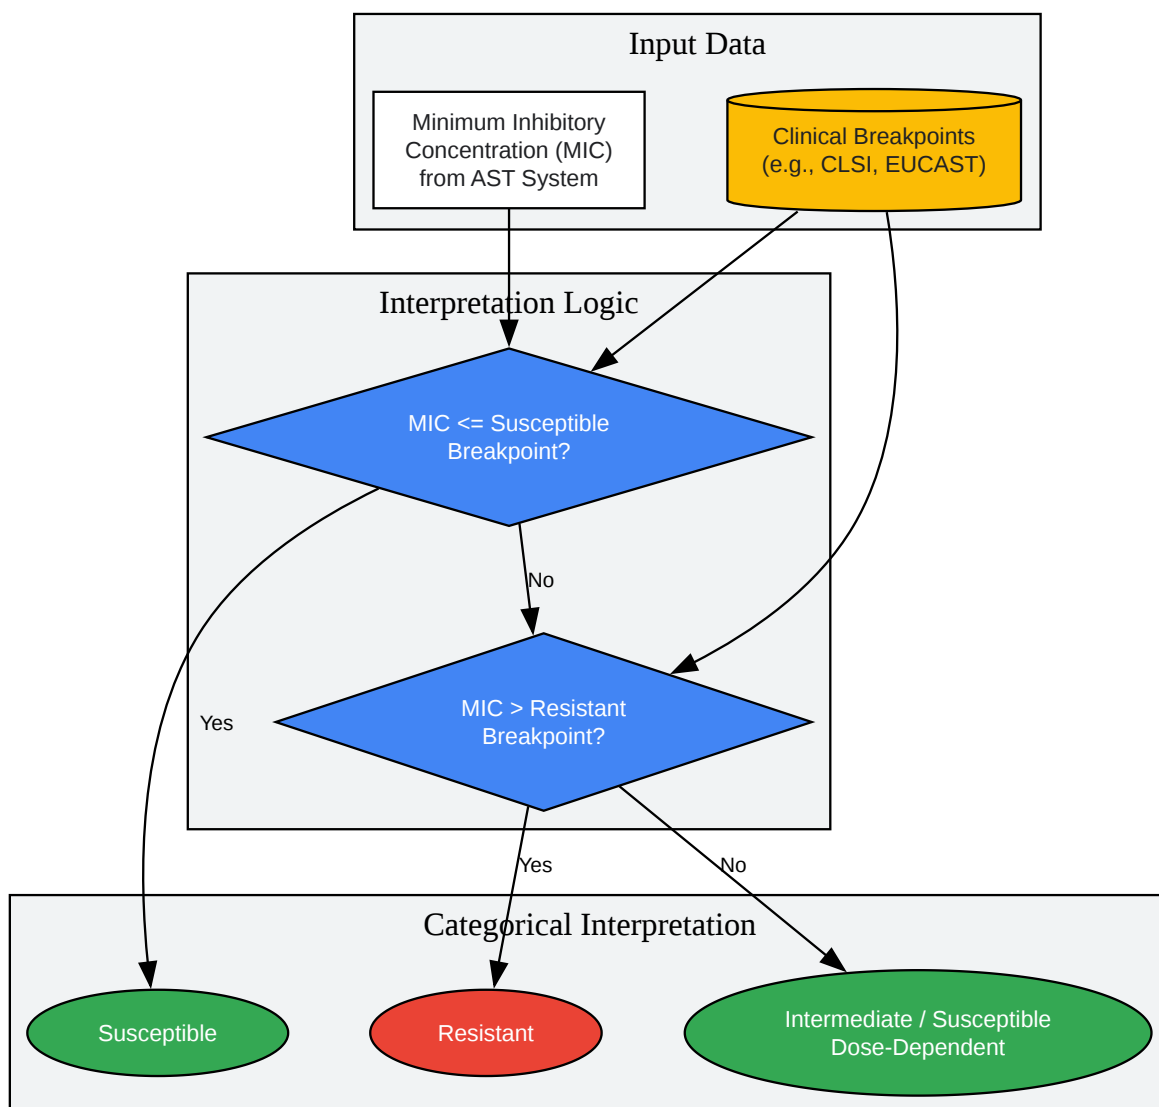 Input Data
Minimum Inhibitory
Concentration (MIC)
from AST System
Clinical Breakpoints
(e.g., CLSI, EUCAST)
Interpretation Logic
MIC <= Susceptible
Breakpoint?
No
MIC > Resistant
Breakpoint?
Yes
Yes
No
Categorical Interpretation
Susceptible
Resistant
Intermediate / Susceptible
Dose-Dependent